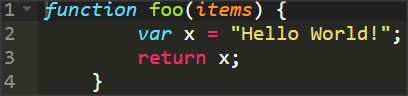 1 function foo(items) {
2         var x = "Hello World!";
3         return x;
4     }